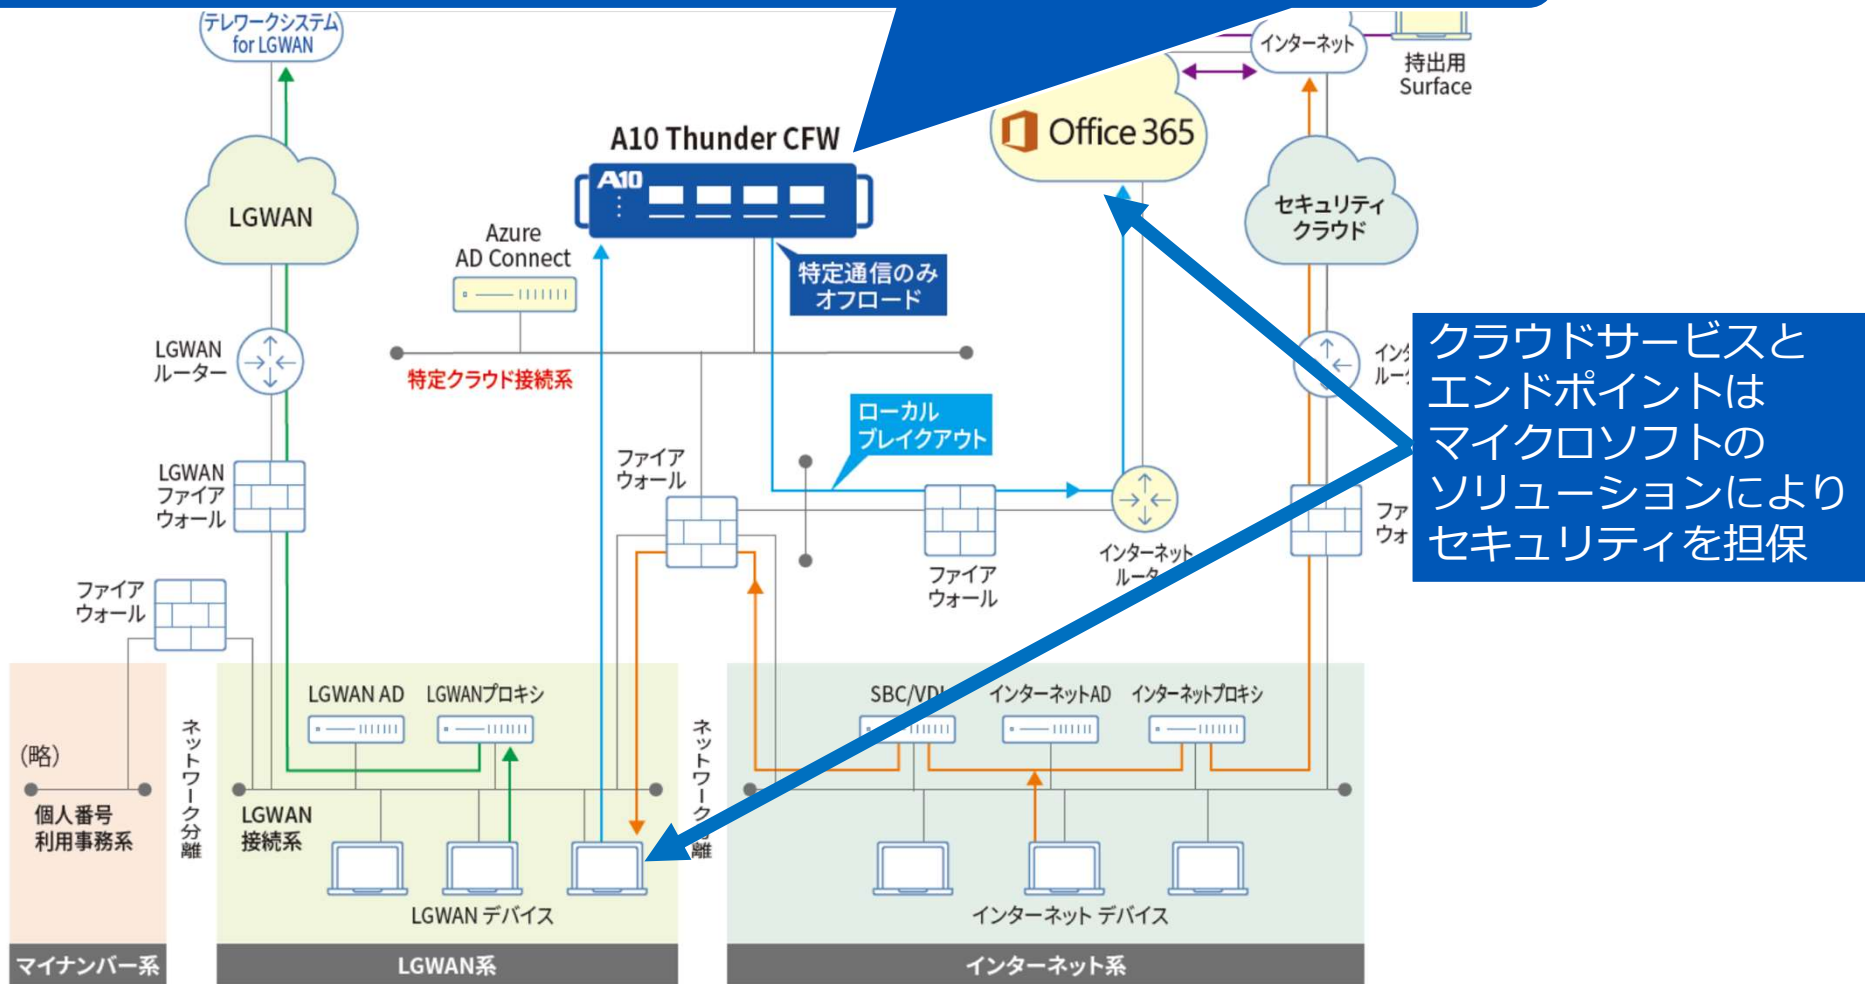 テレワークシステム
for LGWAN
インターネット
持出用
Surface
A10 Thunder CFW
A10
Office 365
LGWAN
セキュリティ
クラウド
Azure
AD Connect
特定通信のみ
オフロード
LGWAN
ルーター
特定クラウド接続系
ローカル
ブレイクアウト
クラウドサービスと
エンドポイントは
マイクロソフトの
ソリューションにより
セキュリティを担保
LGWAN
ファイア
ウォール
ファイア
ウォール
ファイア
ウォール
インターネット
ファイア
ウォール
(略)
個人番号
利用事務系
ネットワーク分離
LGWAN AD
LGWANプロキシ
LGWAN
接続系
LGWAN デバイス
SBC/VDI
インターネットAD
インターネットプロキシ
インターネット デバイス
マイナンバー系
LGWAN系
インターネット系